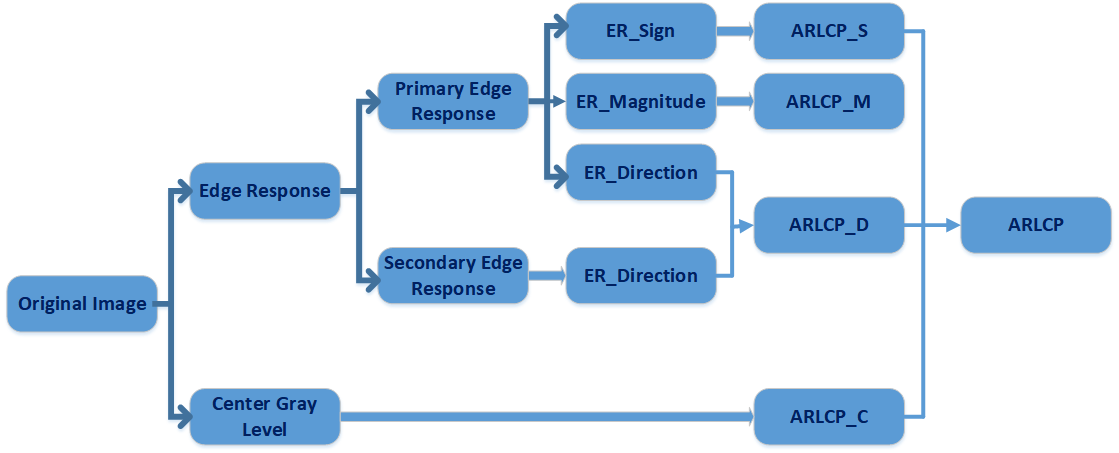 ER_Sign
ARLCP_S
Primary Edge
Response
ER_Magnitude
ARLCP_M
Edge Response
ER_Direction
ARLCP_D
ARLCP
Secondary Edge
Response
ER_Direction
Original Image
Center Gray
Level
ARLCP_C